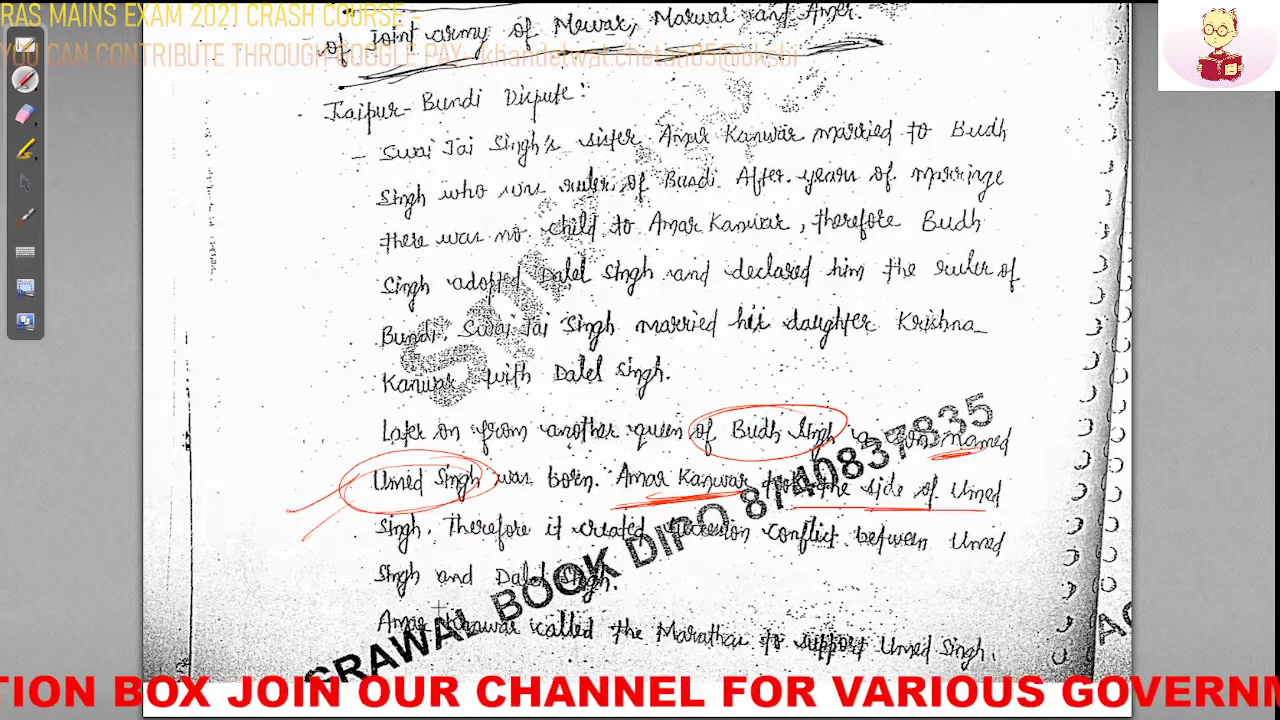 RAS MAINS EXAM 2021 CRASH COURSE -
of joint army of Mewar, Marwar and Amer.
YOU CAN CONTRIBUTE THROUGH GOOGLE PAY- khandelwal.chetan05@oksbi
Jaipur - Bundi Dispute:
- Swai Jai Singh's sister Amar Kanwar married to Budh
Singh who was ruler of Bundi After years of marriage
there was no child to Amar Kanwar, therefore Budh
Singh adopted Dalel Singh and declared him the ruler of
Bundi. Swai Jai Singh married his daughter Krishna
Kanwar with Dalel Singh.
Later on from another queen of Budh Singh a son named
Umed Singh was born. Amar Kanwar took the side of Umed
Singh. Therefore it created succession conflict between Umed
Singh and Dalel Singh.
Amar Kanwar called the Marathas to support Umed Singh.
GRAWAL BOOK DIPO 8740837835
TION BOX JOIN OUR CHANNEL FOR VARIOUS GOVERNM